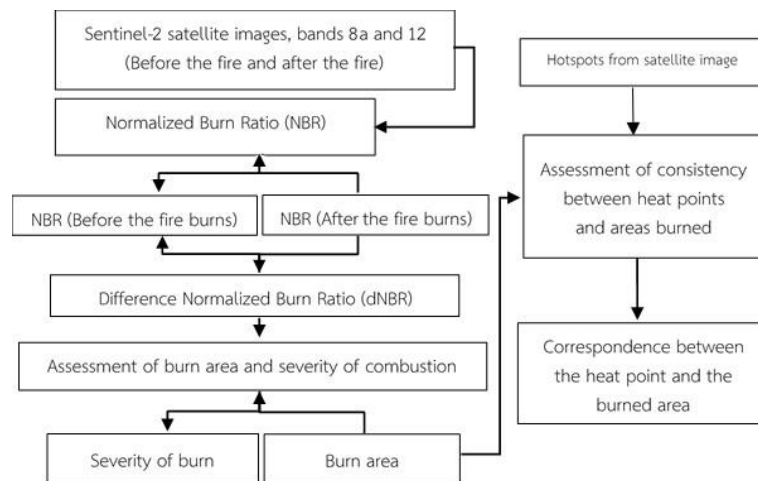 Sentinel-2 satellite images, bands 8a and 12
(Before the fire and after the fire)
Normalized Burn Ratio (NBR)
NBR (Before the fire burns)
NBR (After the fire burns)
Difference Normalized Burn Ratio (dNBR)
Assessment of burn area and severity of combustion
Severity of burn
Burn area
Hotspots from satellite image
Assessment of consistency
between heat points
and areas burned
Correspondence between
the heat point and the
burned area